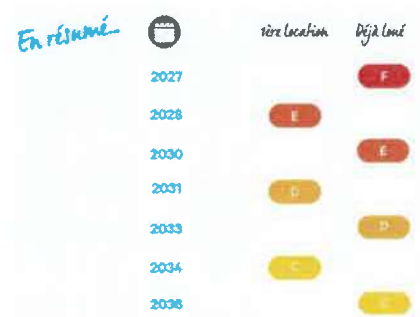 En résumé 1ère location Déjà loué
2027 F
2028 E
2030 E
2031 D
2033 D
2034 C
2036 C